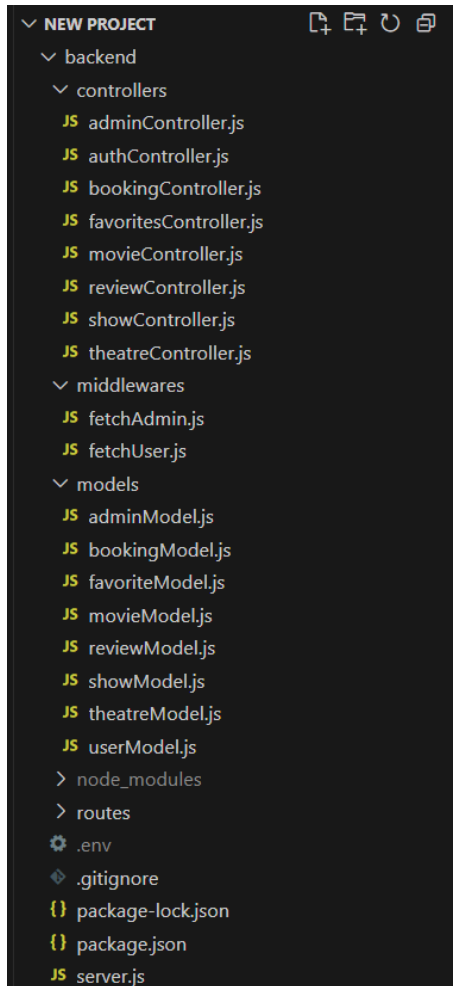 NEW PROJECT
backend
controllers
JS adminController.js
JS authController.js
JS bookingController.js
JS favoritesController.js
JS movieController.js
JS reviewController.js
JS showController.js
JS theatreController.js
middlewares
JS fetchAdmin.js
JS fetchUser.js
models
JS adminModel.js
JS bookingModel.js
JS favoriteModel.js
JS movieModel.js
JS reviewModel.js
JS showModel.js
JS theatreModel.js
JS userModel.js
node_modules
routes
.env
.gitignore
{} package-lock.json
{} package.json
JS server.js